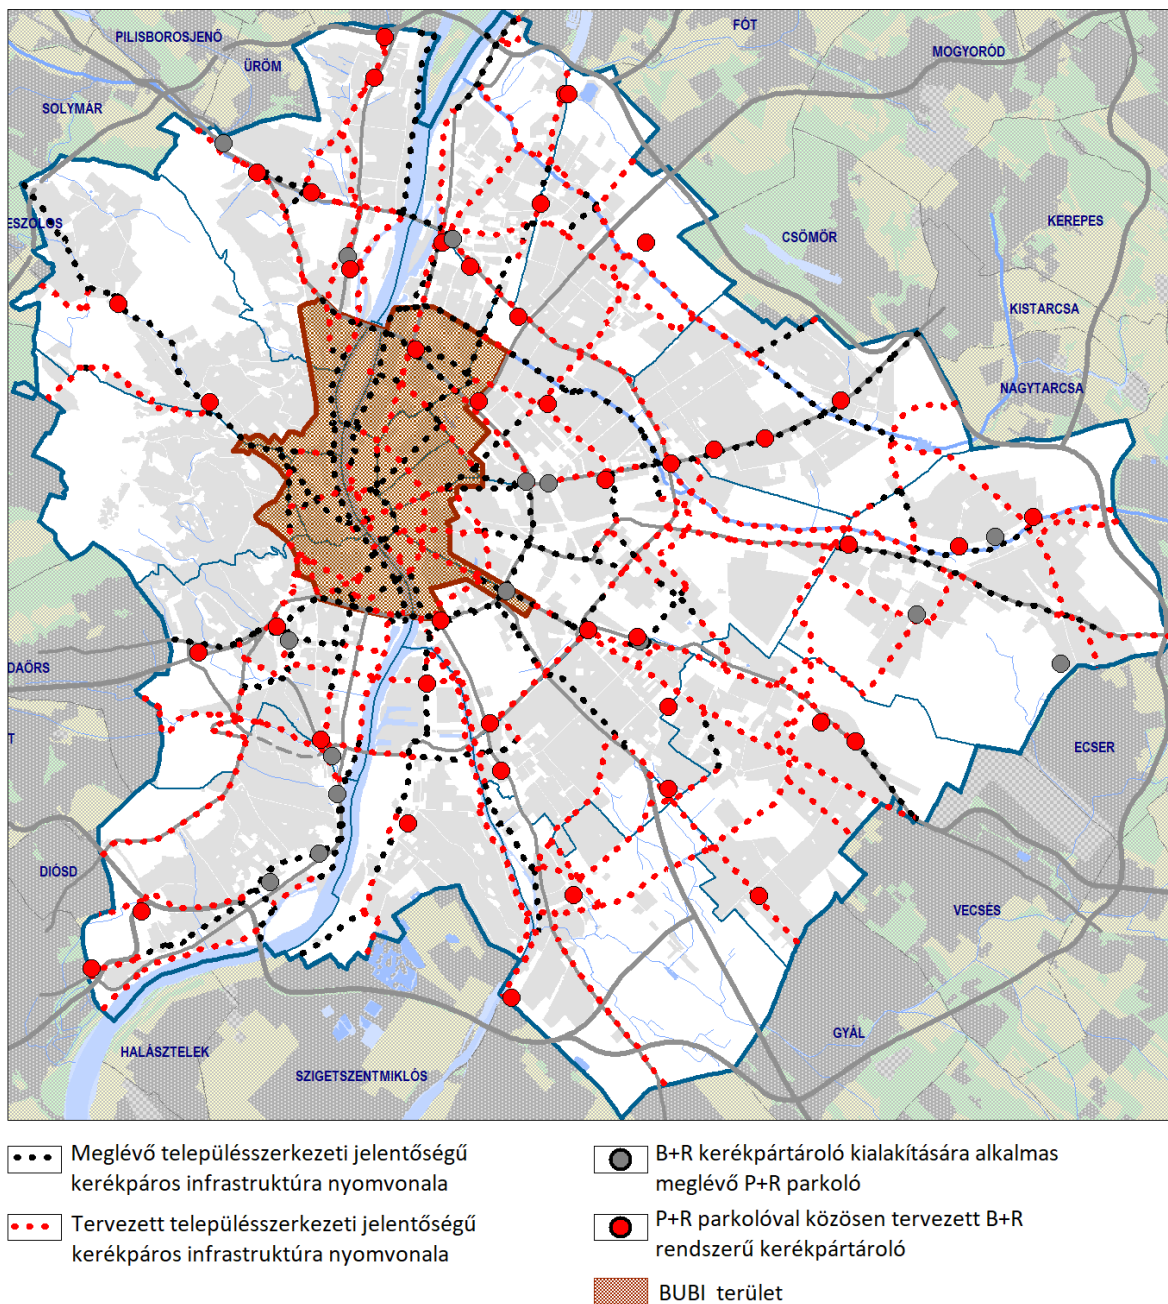 PILISBOROSJENŐ
FÓT
MOGYORÓD
ÜRÖM
SOLYMÁR
KEREPES
ESZŐLŐS
CSÖMÖR
KISTARCSA
NAGYTARCSA
DAÖRS
T
ECSER
DIÓSD
VECSÉS
GYÁL
HALÁSZTELEK
SZIGETSZENTMIKLÓS
Meglévő településszerkezeti jelentőségű
kerékpáros infrastruktúra nyomvonala
Tervezett településszerkezeti jelentőségű
kerékpáros infrastruktúra nyomvonala
B+R kerékpártároló kialakítására alkalmas
meglévő P+R parkoló
P+R parkolóval közösen tervezett B+R
rendszerű kerékpártároló
BUBI terület